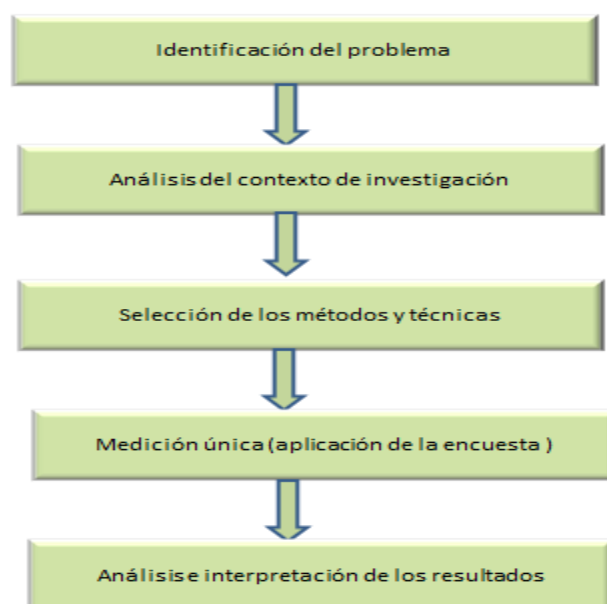 Identificación del problema
Análisis del contexto de investigación
Selección de los métodos y técnicas
Medición única (aplicación de la encuesta )
Análisis e interpretación de los resultados